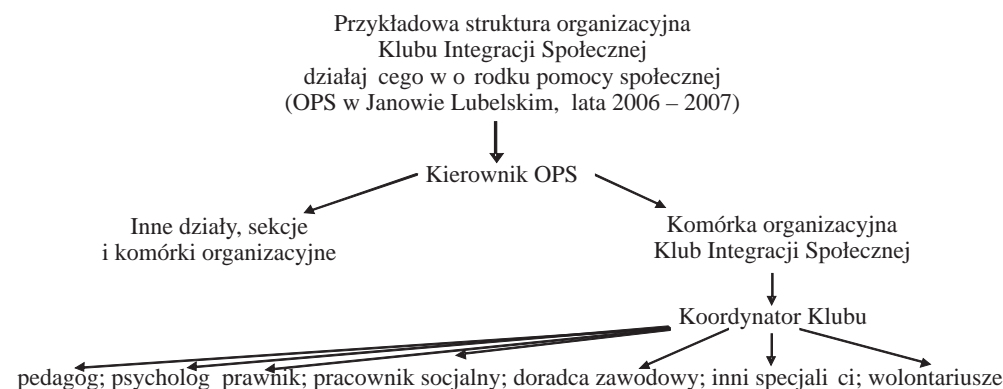 Przykładowa struktura organizacyjna
Klubu Integracji Społecznej
działaj cego w o rodku pomocy społecznej
(OPS w Janowie Lubelskim, lata 2006 – 2007)
Kierownik OPS
Inne działy, sekcje
i komórki organizacyjne
Komórka organizacyjna
Klub Integracji Społecznej
Koordynator Klubu
pedagog; psycholog prawnik; pracownik socjalny; doradca zawodowy; inni specjali ci; wolontariusze